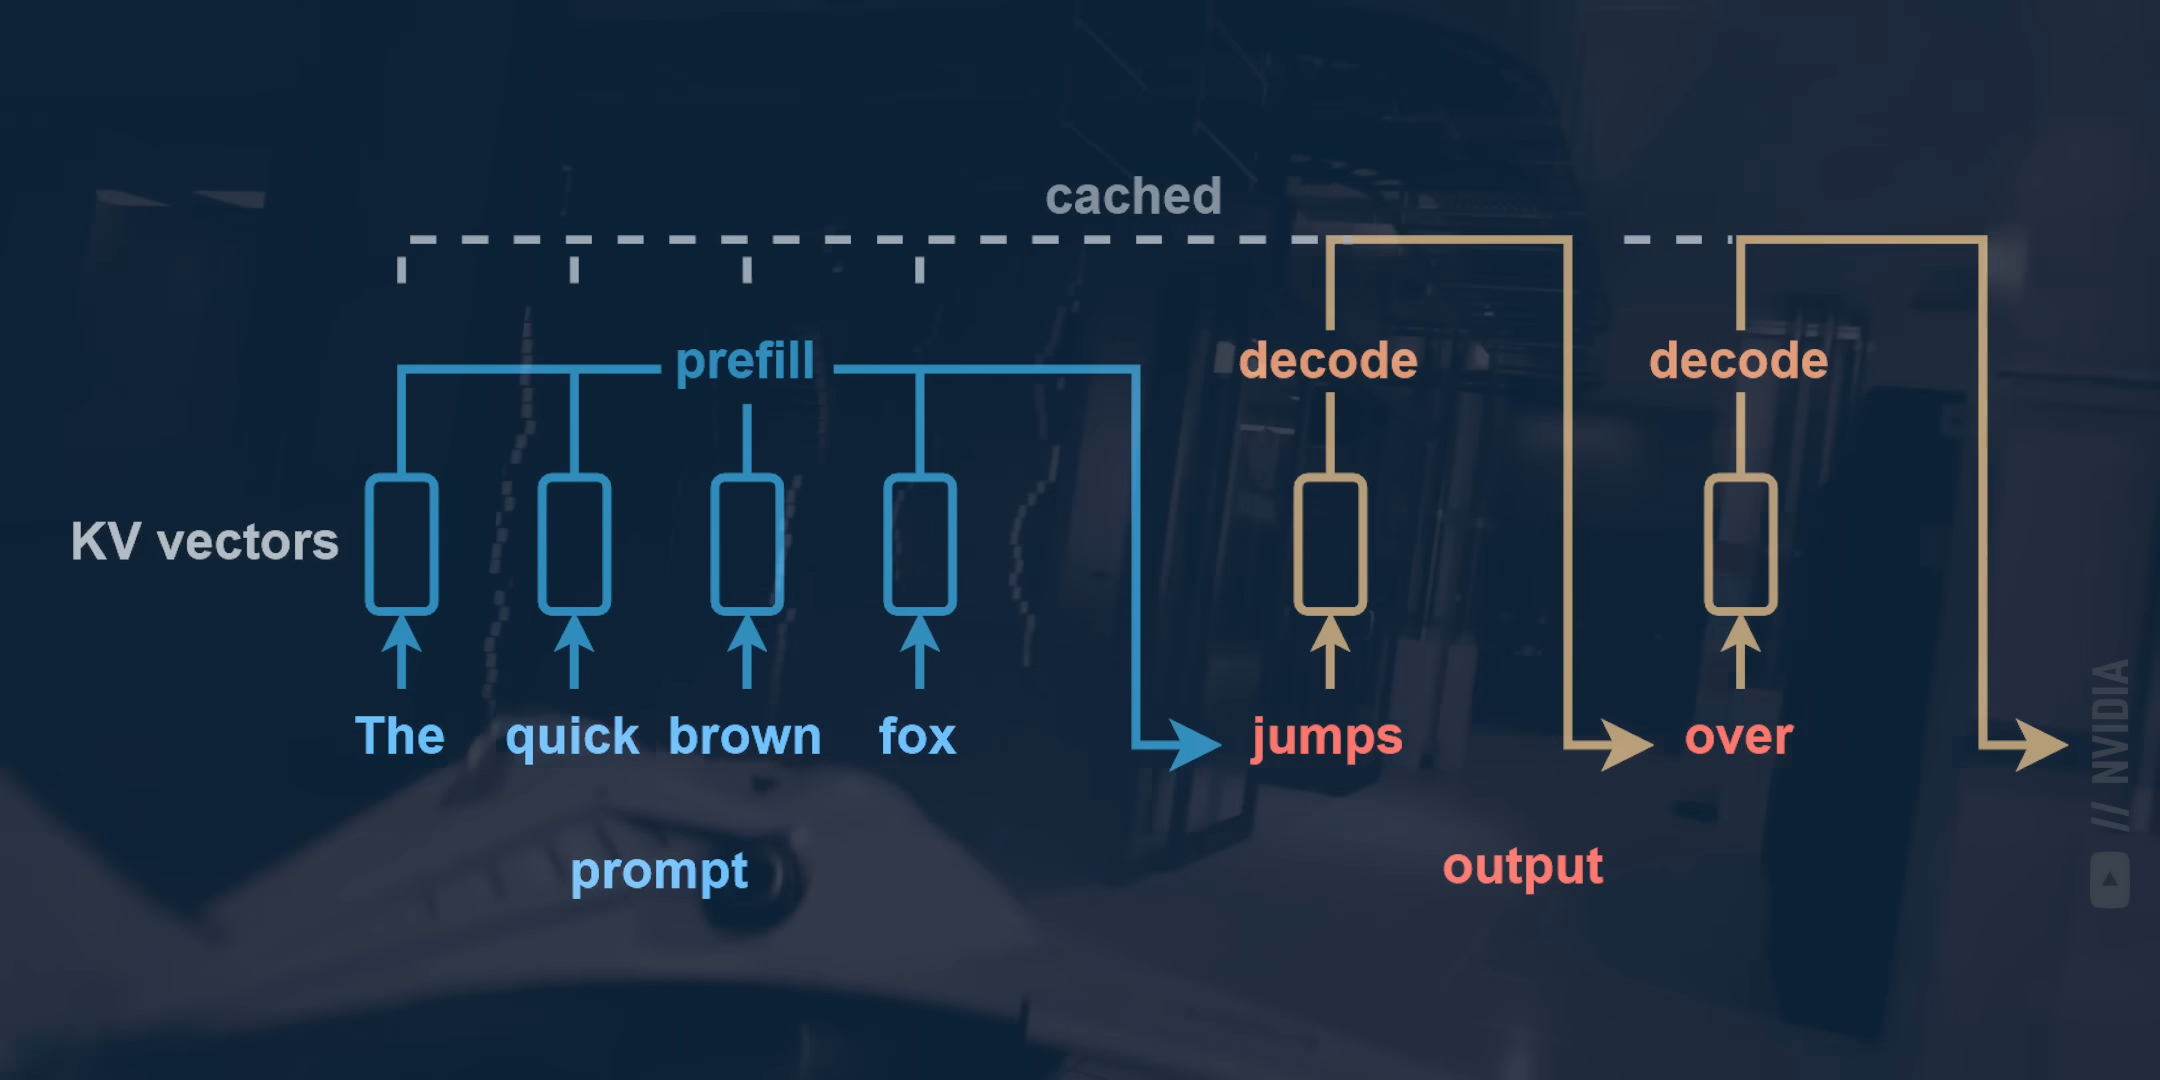 cached
prefill
decode
decode
KV vectors
The quick brown fox jumps over
prompt
output
// NVIDIA